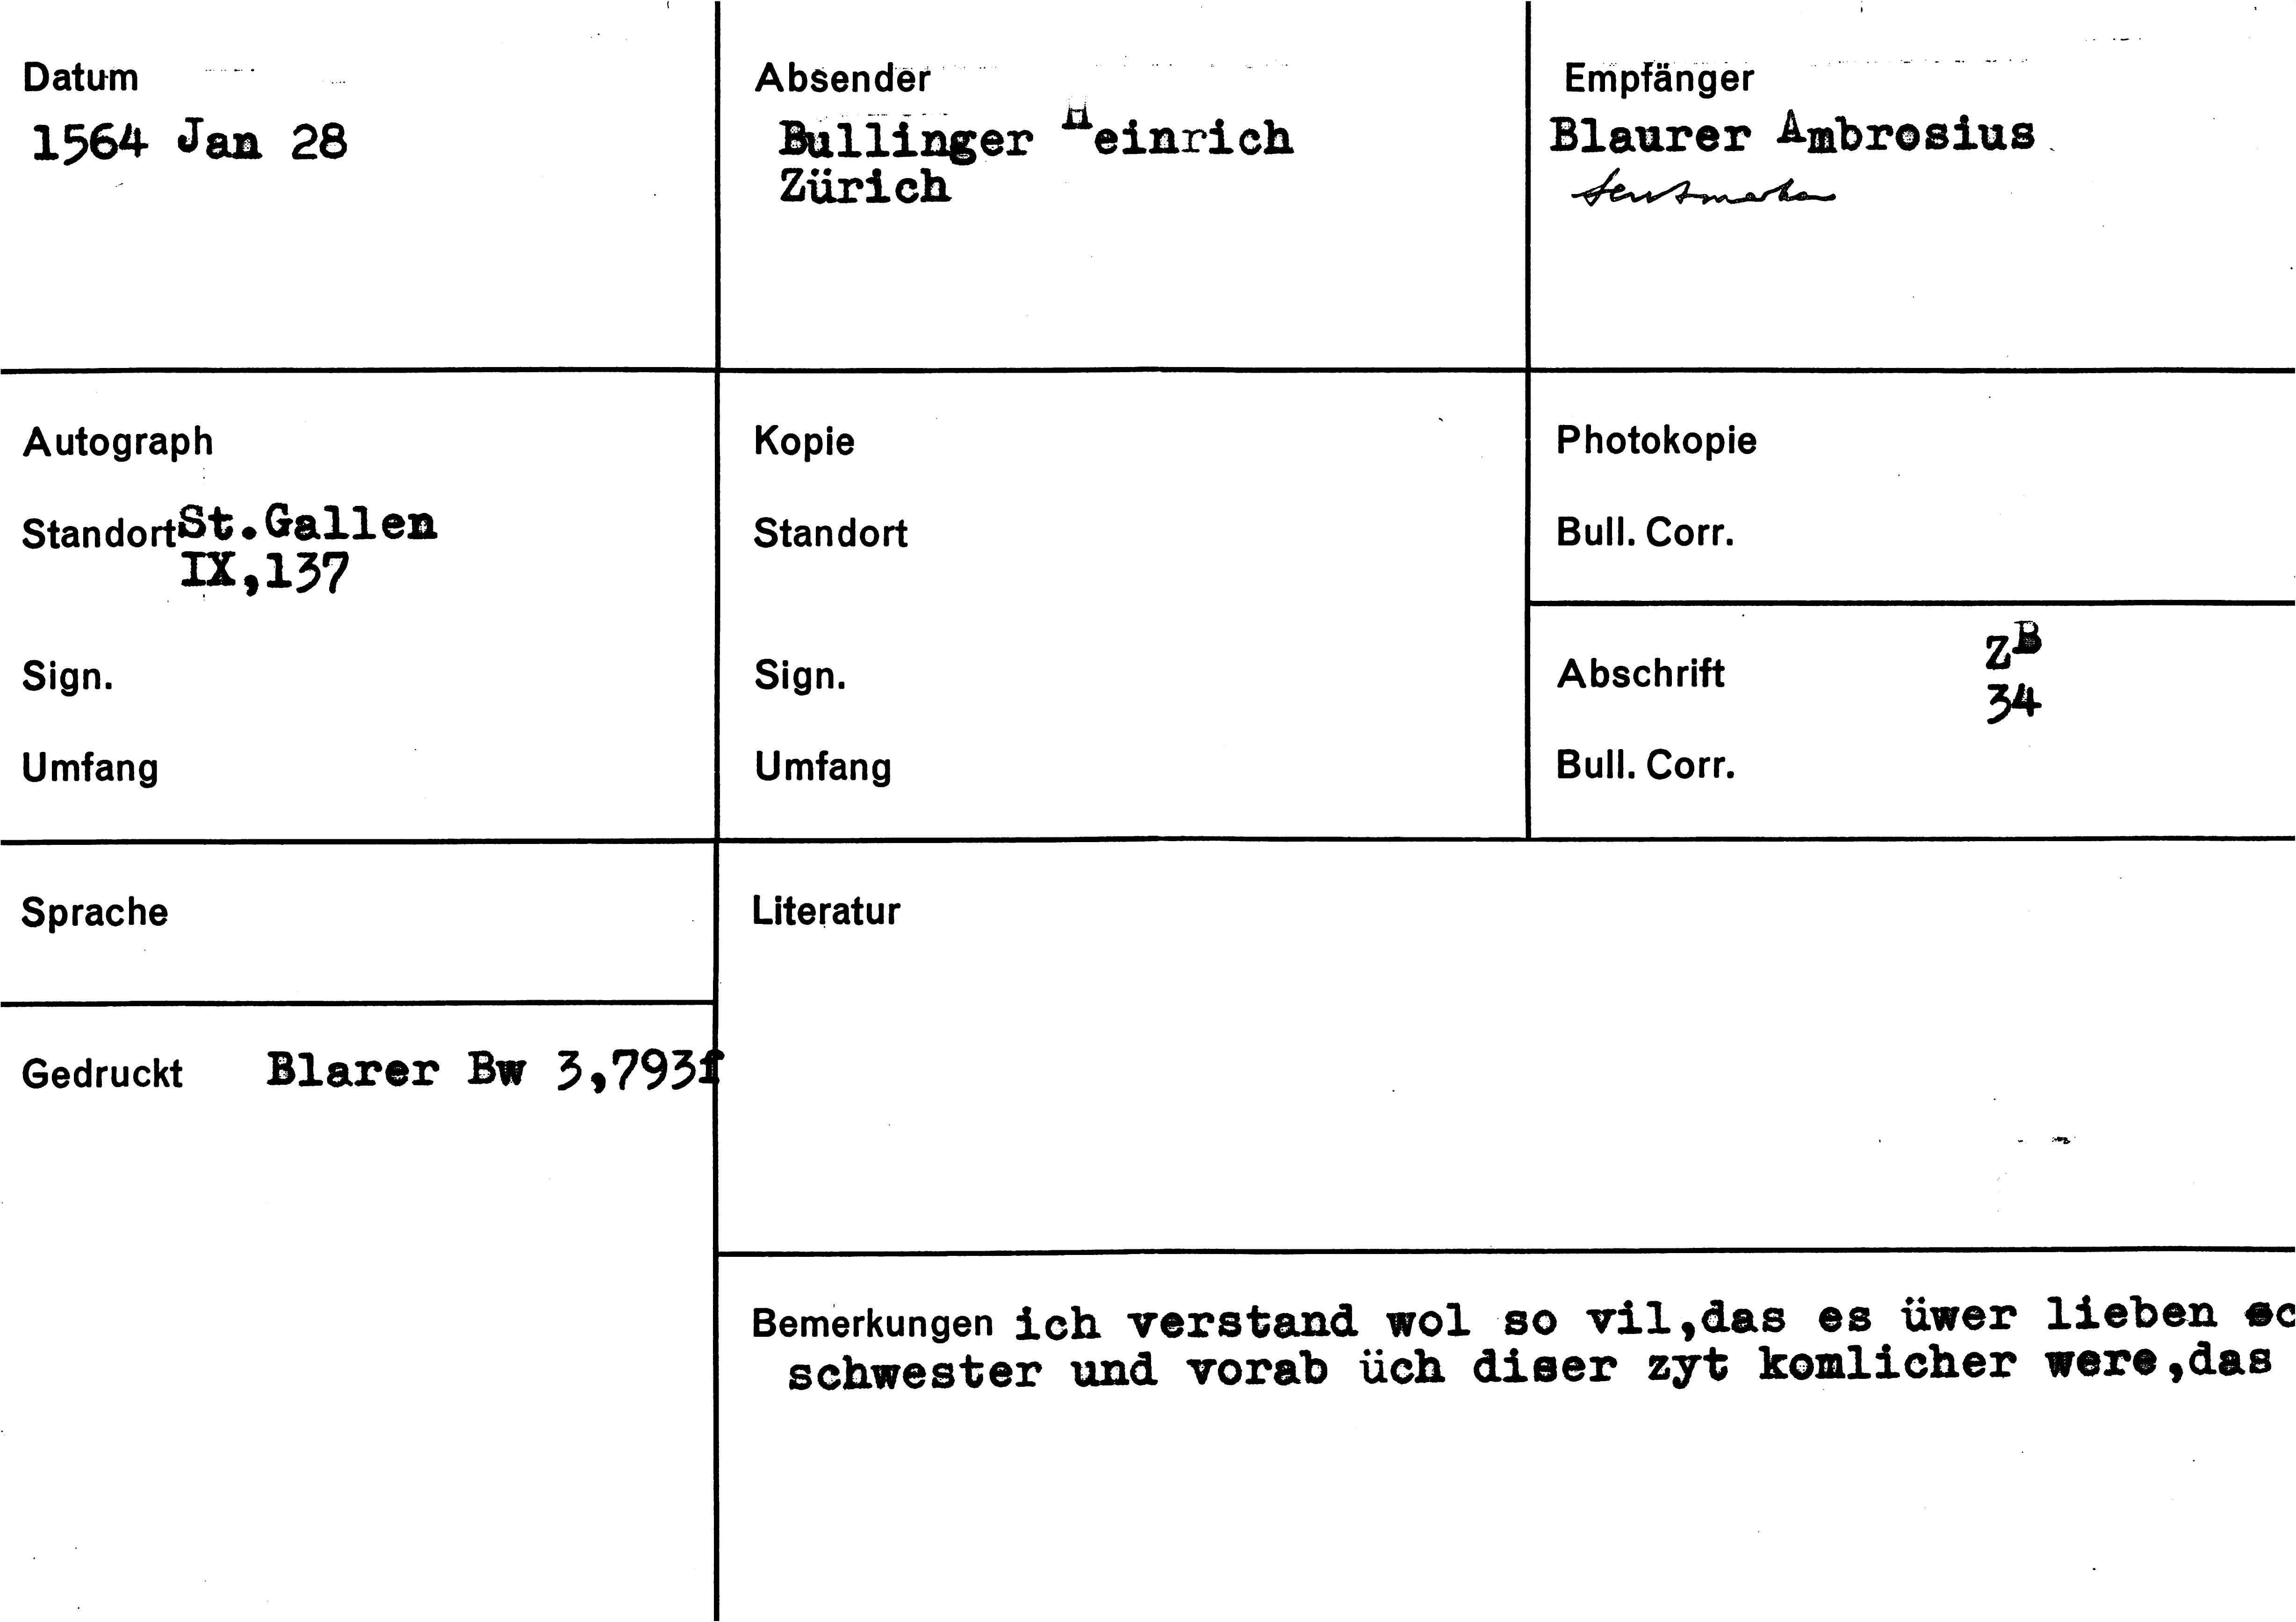 Datum
1564 Jan 28
Absender
Bullinger Heinrich
Zürich
Empfänger
Blaurer Ambrosius
Autograph
Standort St.Gallen
IX,137
Sign.
Umfang
Kopie
Standort
Sign.
Umfang
Photokopie
Bull. Corr.
Abschrift ZB
34
Bull. Corr.
Sprache
Literatur
Gedruckt Blarer Bw 3,793f
Bemerkungen ich verstand wol so vil,das es üwer lieben sc
schwester und vorab üch diser zyt komlicher were,das